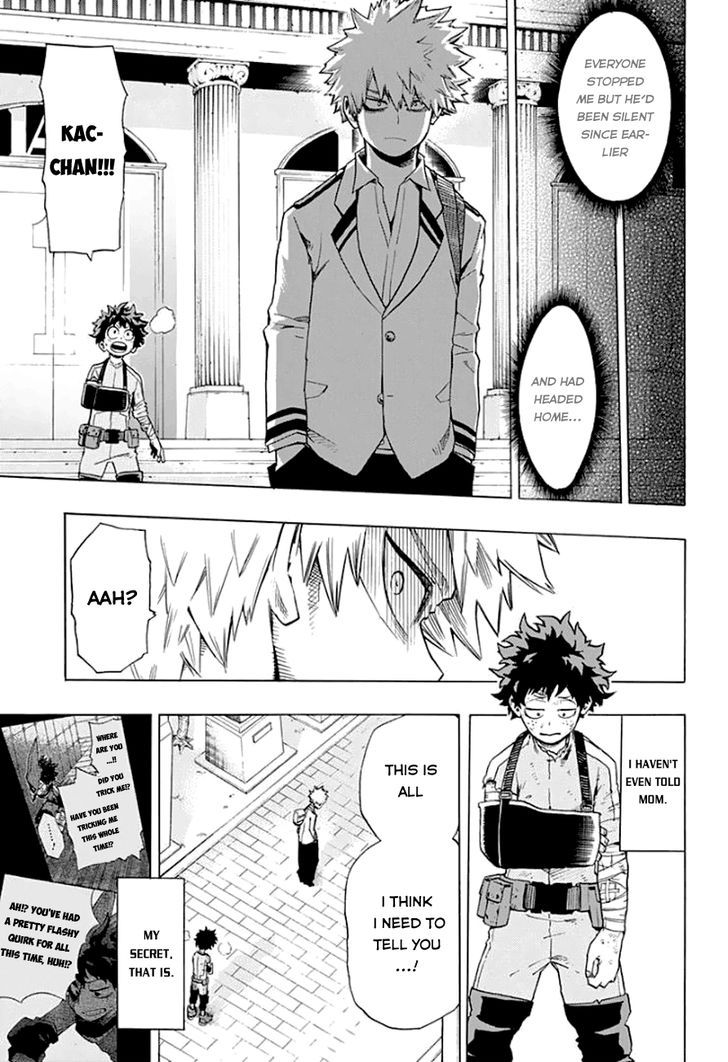 EVERYONE
STOPPED
ME BUT HE'D
BEEN SILENT
SINCE EAR-
LIER
AND HAD
HEADED
HOME...
KAC-
CHAN!!!
AAH?
I HAVEN'T
EVEN TOLD
MOM.
THIS IS
ALL
I THINK
I NEED TO
TELL YOU
...!
MY
SECRET,
THAT IS.
WHERE
ARE YOU
...!!
DID YOU
TRICK ME!?
HAVE YOU BEEN
TRICKING ME
THIS WHOLE
TIME!?
AH!? YOU'VE HAD
A PRETTY FLASHY
QUIRK FOR ALL
THIS TIME, HUH!?